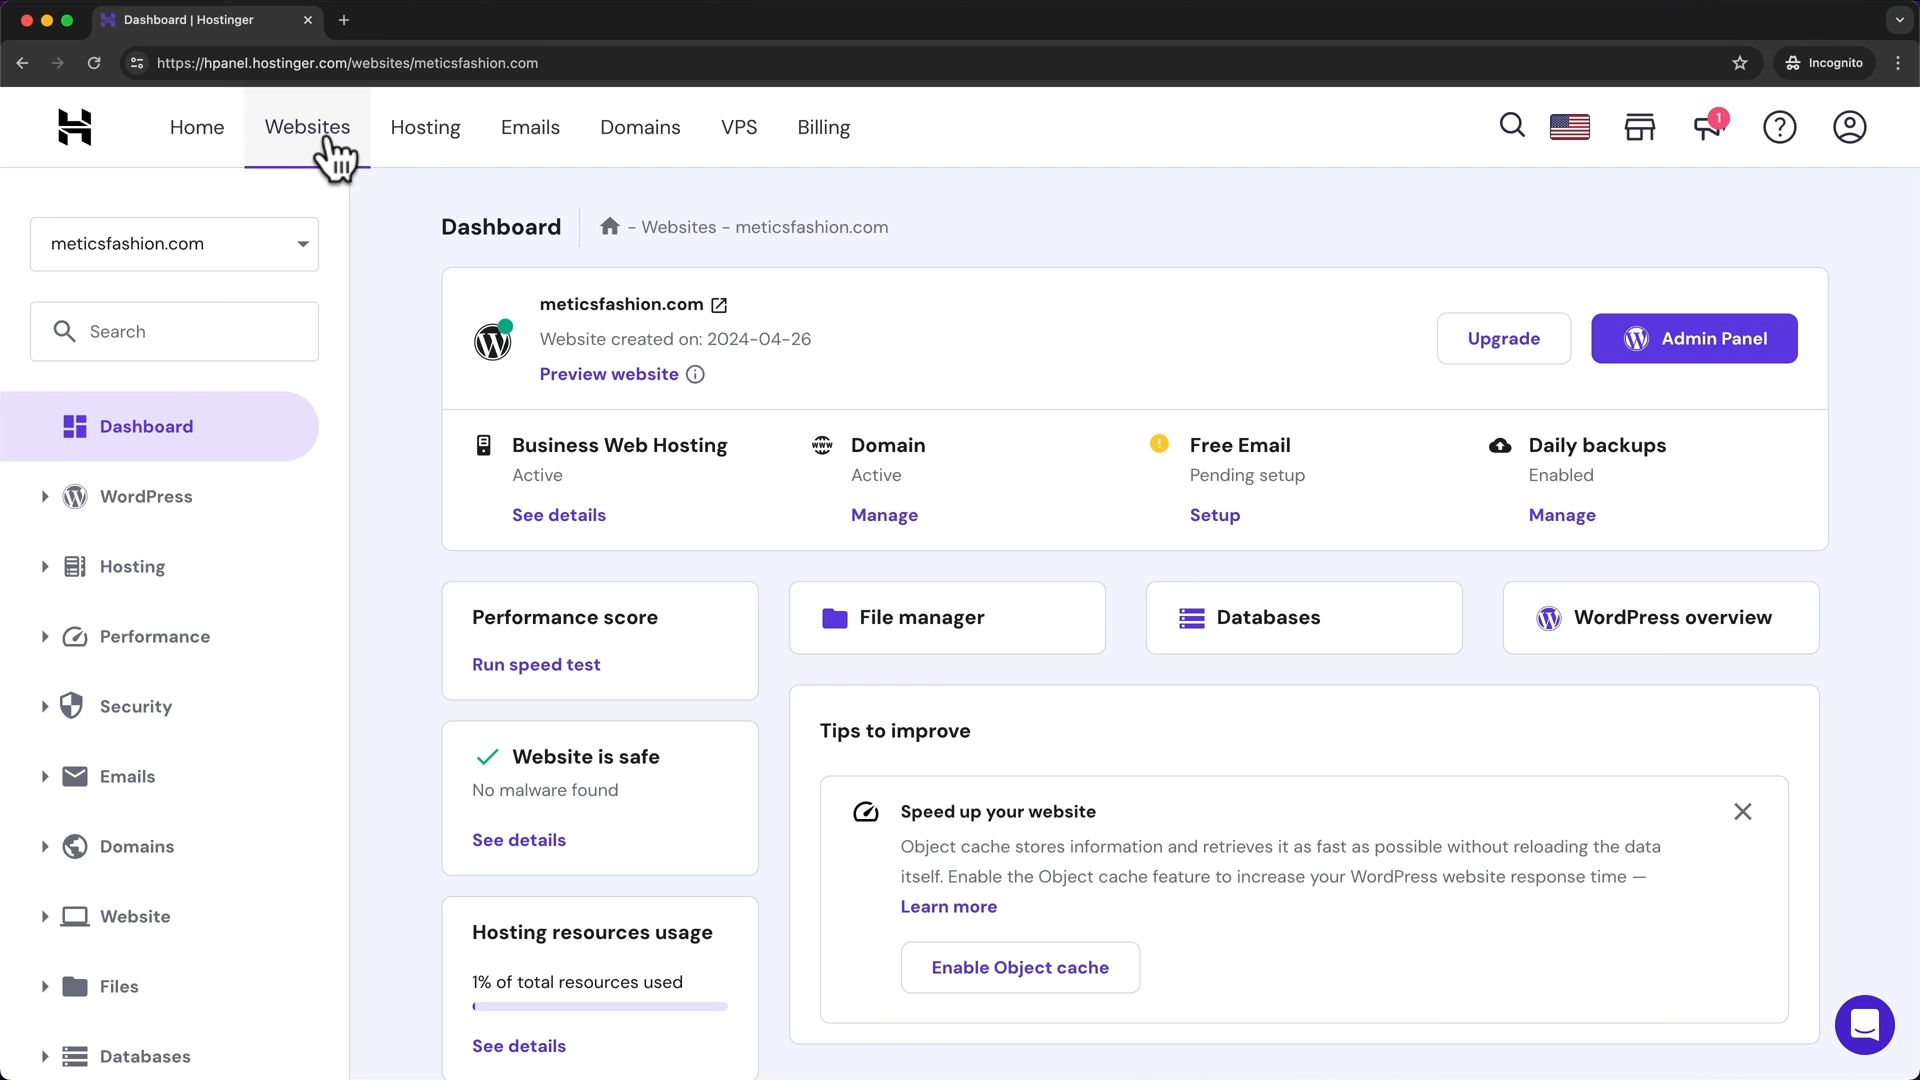 Dashboard | Hostinger
https://hpanel.hostinger.com/websites/meticsfashion.com
Incognito
Home
Websites
Hosting
Emails
Domains
VPS
Billing
1
meticsfashion.com
Search
Dashboard
WordPress
Hosting
Performance
Security
Emails
Domains
Website
Files
Databases
Dashboard
- Websites - meticsfashion.com
meticsfashion.com
Website created on: 2024-04-26
Preview website
Upgrade
Admin Panel
Business Web Hosting
Active
See details
www
Domain
Active
Manage
Free Email
Pending setup
Setup
Daily backups
Enabled
Manage
Performance score
Run speed test
File manager
Databases
WordPress overview
Website is safe
No malware found
See details
Hosting resources usage
1% of total resources used
See details
Tips to improve
Speed up your website
Object cache stores information and retrieves it as fast as possible without reloading the data
itself. Enable the Object cache feature to increase your WordPress website response time —
Learn more
Enable Object cache